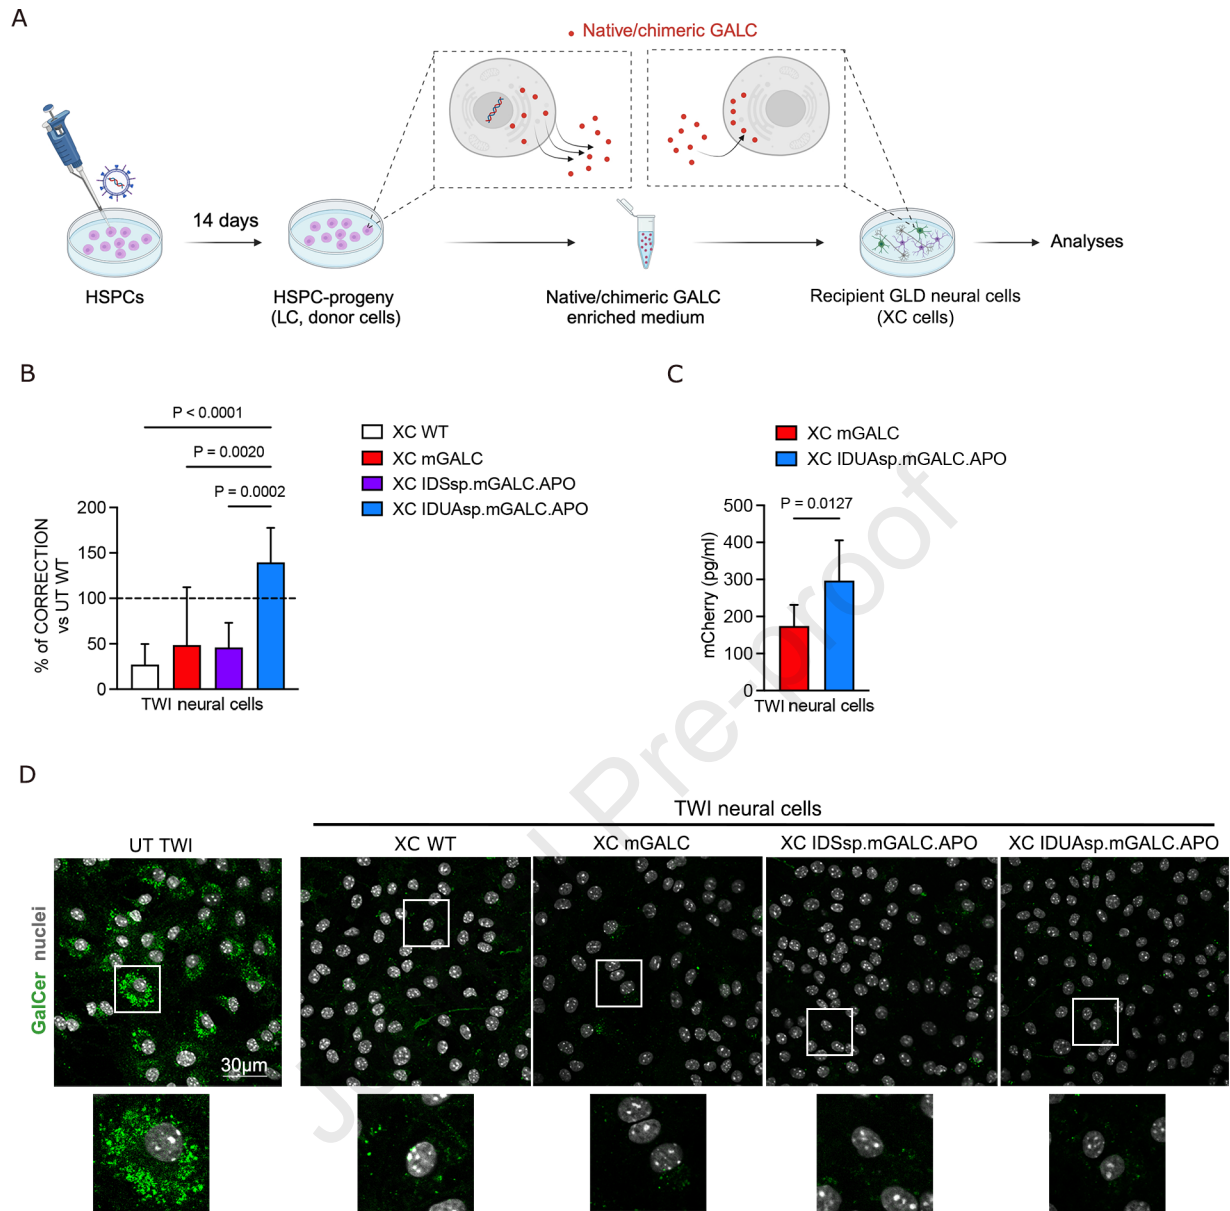 A
Native/chimeric GALC
14 days
Analyses
HSPCs
HSPC-progeny
(LC, donor cells)
Native/chimeric GALC
enriched medium
Recipient GLD neural cells
(XC cells)
B
P < 0.0001
P = 0.0020
P = 0.0002
XC WT
XC mGALC
XC IDSsp.mGALC.APO
XC IDUAsp.mGALC.APO
% of CORRECTION
vs UT WT
200
150
100
50
0
TWI neural cells
C
XC mGALC
XC IDUAsp.mGALC.APO
P = 0.0127
mCherry (pg/ml)
500
400
300
200
100
0
TWI neural cells
D
TWI neural cells
UT TWI
XC WT
XC mGALC
XC IDSsp.mGALC.APO
XC IDUAsp.mGALC.APO
GalCer nuclei
30µm
Pre-proof